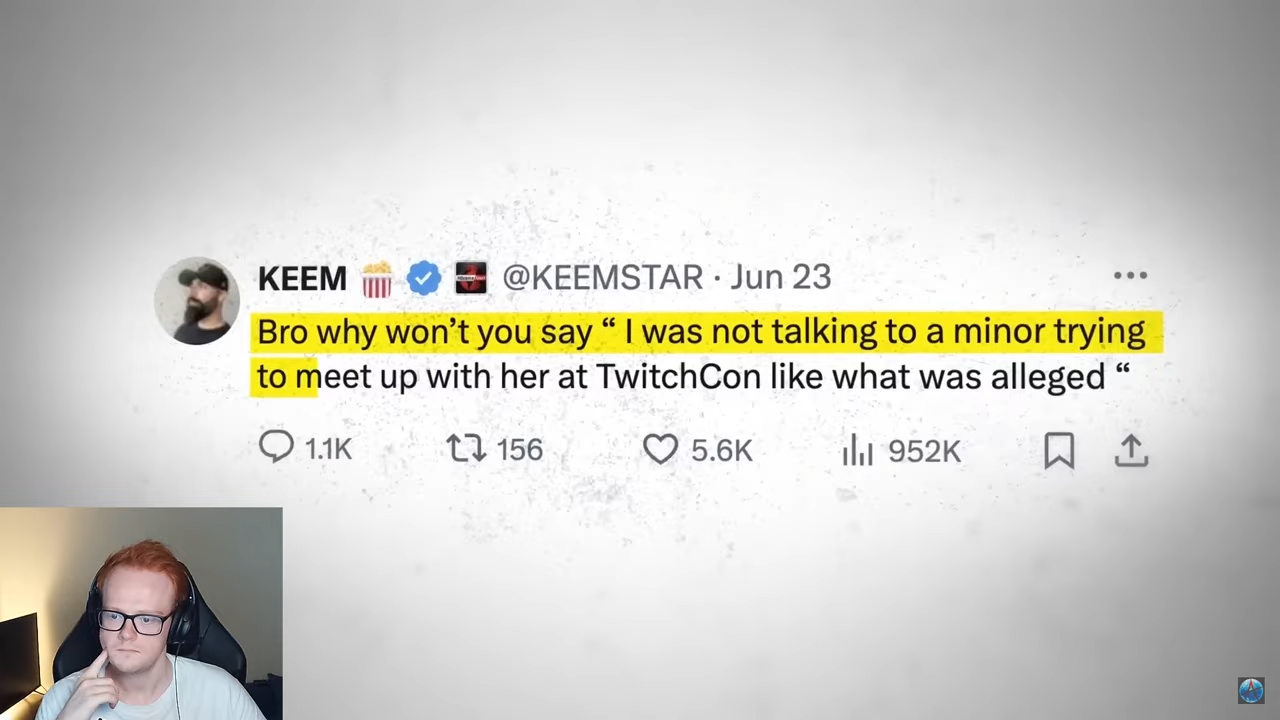 KEEM @KEEMSTAR · Jun 23
Bro why won’t you say “ I was not talking to a minor trying
to meet up with her at TwitchCon like what was alleged “
1.1K 156 5.6K 952K